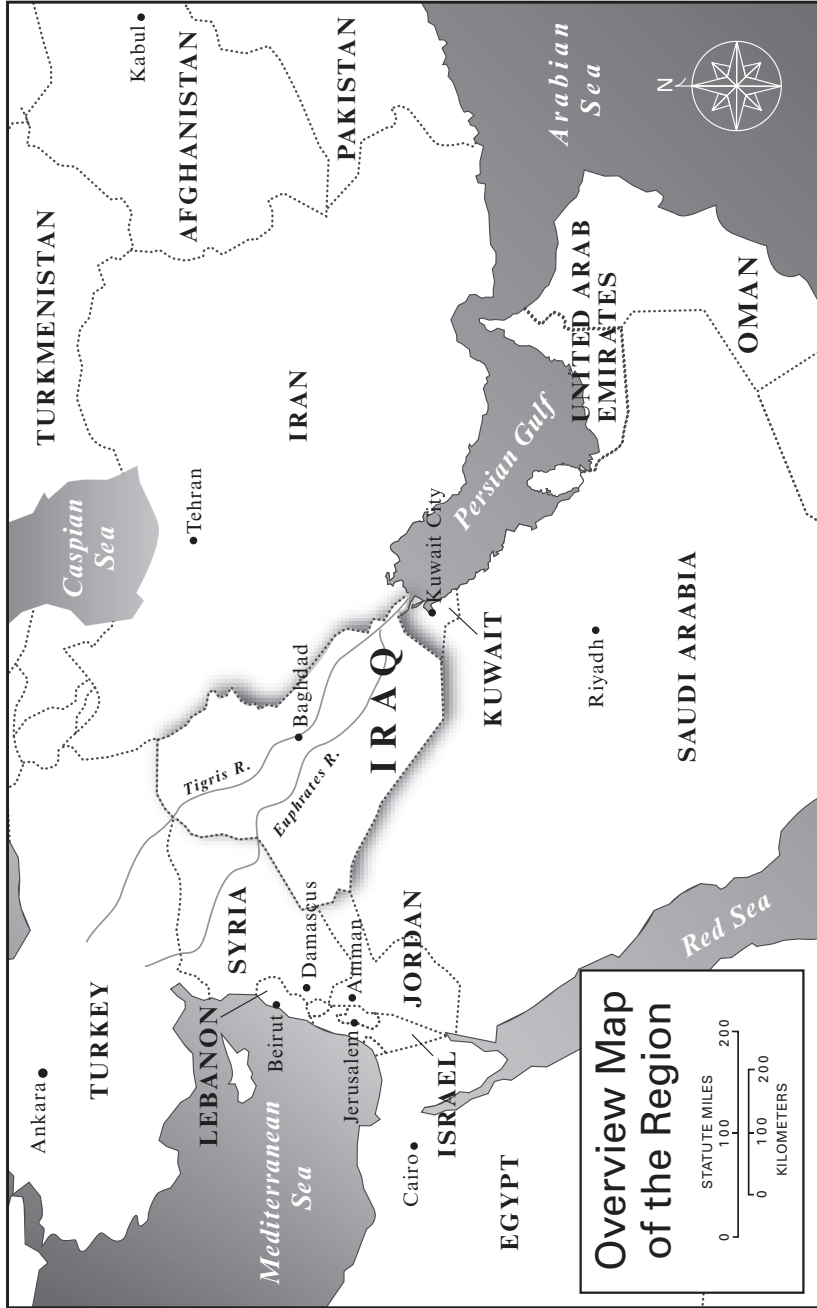 Kabul
TURKMENISTAN
AFGHANISTAN
PAKISTAN
Arabian
Sea
N
Caspian
Sea
Tehran
IRAN
Persian Gulf
UNITED ARAB
EMIRATES
OMAN
Ankara
TURKEY
Tigris R.
Baghdad
Euphrates R.
IRAQ
Kuwait City
KUWAIT
SYRIA
LEBANON
Beirut
Damascus
Amman
Jerusalem
JORDAN
ISRAEL
Mediterranean
Sea
Cairo
EGYPT
Red Sea
Riyadh
SAUDI ARABIA
Overview Map
of the Region
STATUTE MILES
0 100 200
0 100 200
KILOMETERS